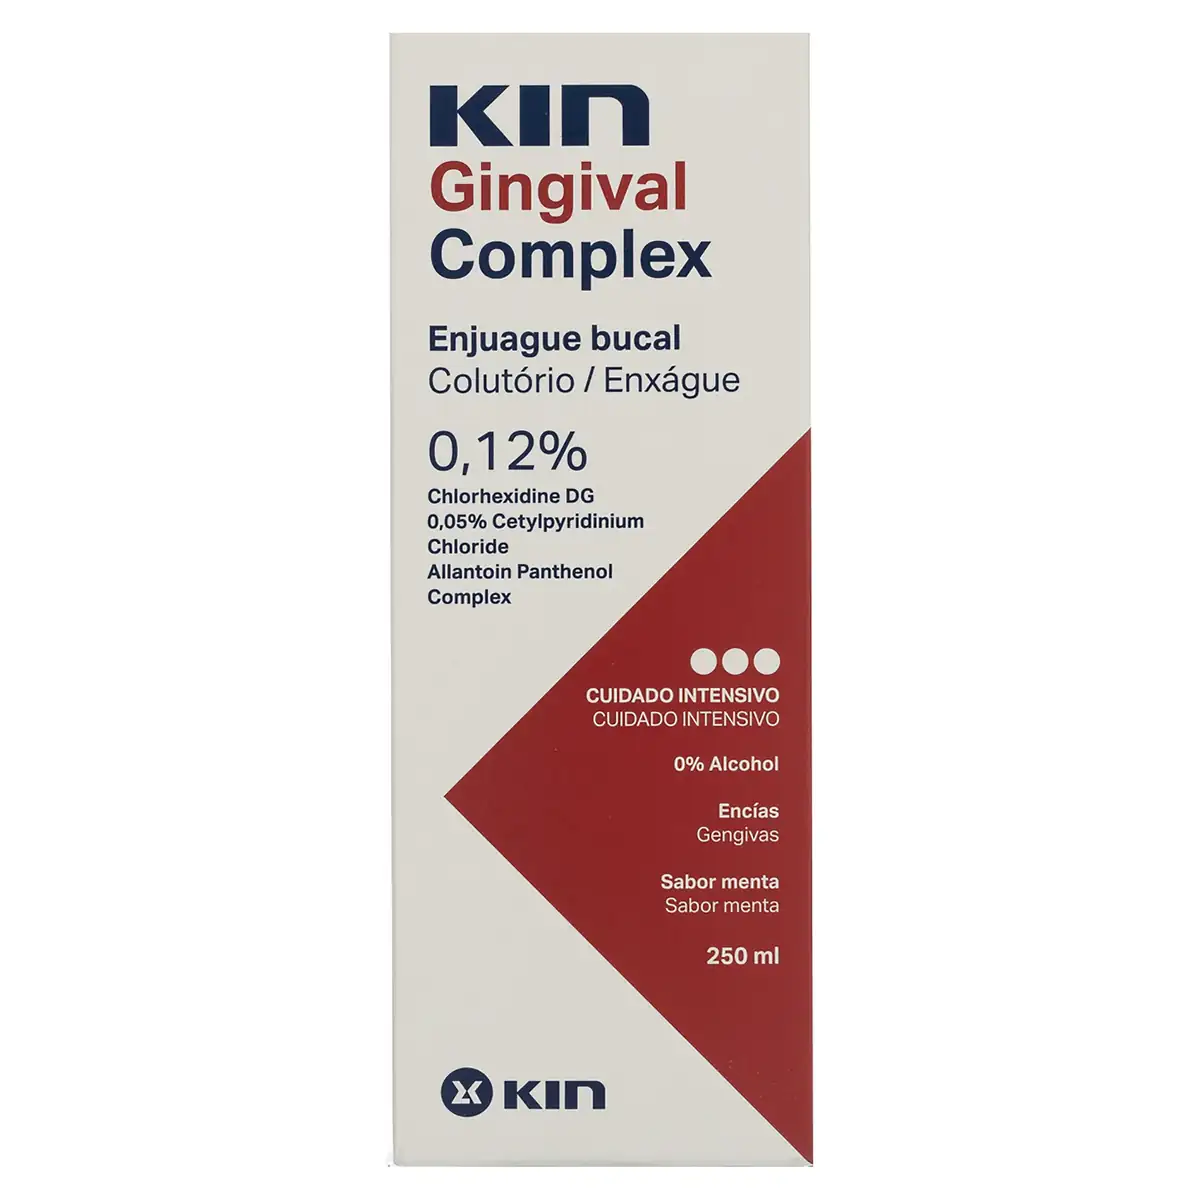 KIN
Gingival
Complex
Enjuague bucal
Colutório / Enxágue
0,12%
Chlorhexidine DG
0,05% Cetylpyridinium
Chloride
Allantoin Panthenol
Complex
CUIDADO INTENSIVO
CUIDADO INTENSIVO
0% Alcohol
Encías
Gengivas
Sabor menta
Sabor menta
250 ml
KIN